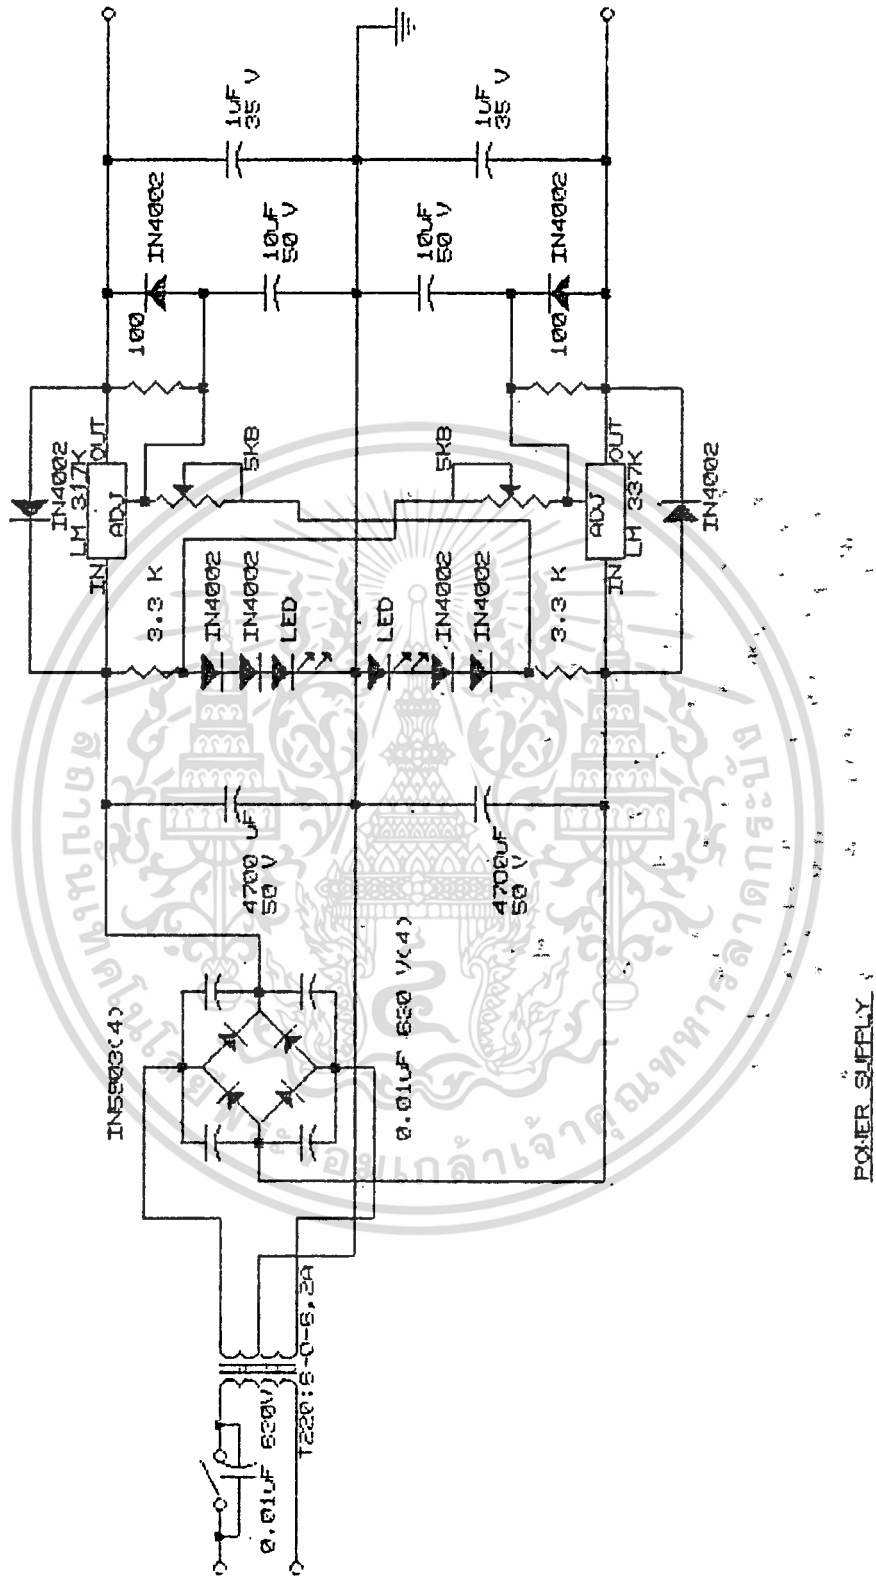 0.01uF 630V
T220:6-0-6,2A
IN5803(4)
0.01uF 630 V(4)
4700 uF
50 V
4700uF
50 V
3.3 K
IN4002
IN4002
LED
LED
IN4002
IN4002
3.3 K
IN4002
LM 317K
IN
OUT
ADJ
5KB
5KB
ADJ
IN
OUT
LM 337K
IN4002
100
IN4002
10uF
50 V
10uF
50 V
100
IN4002
1uF
35 V
1uF
35 V
POWER SUPPLY